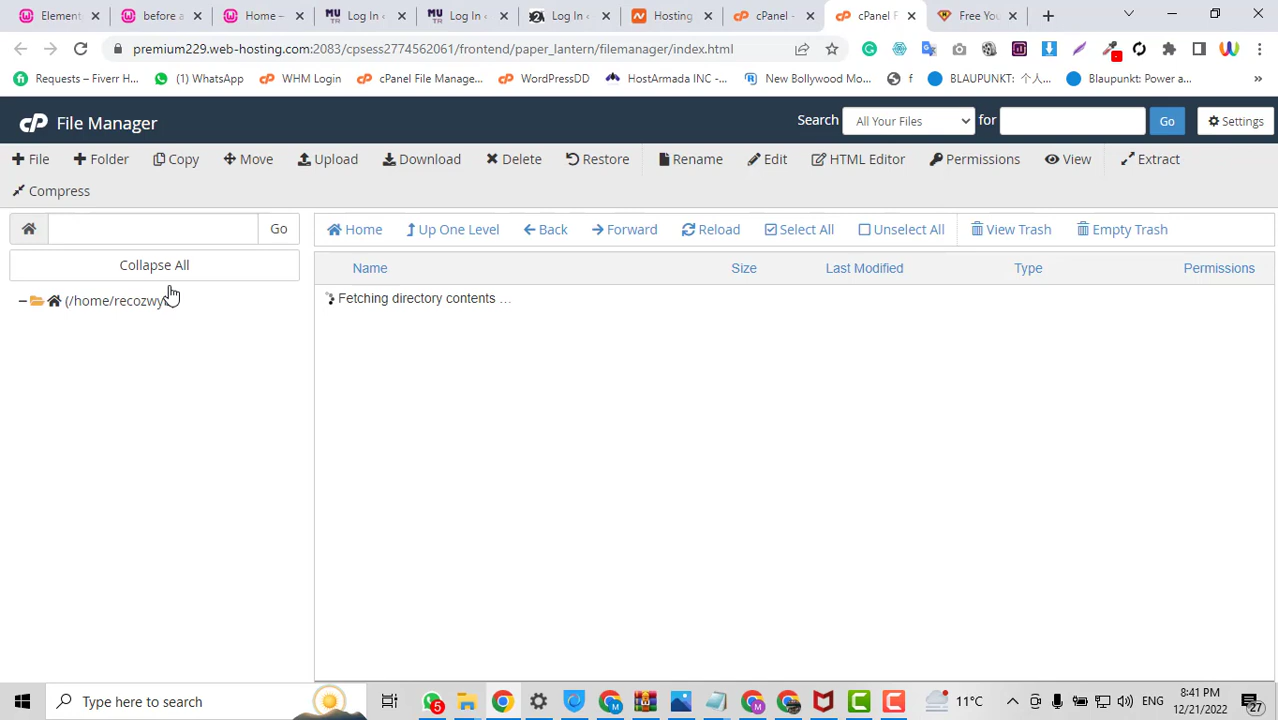 Element
before a
Home –
Log In ‹
Log In ‹
Log In ‹
Hosting
cPanel -
cPanel F
Free You
premium229.web-hosting.com:2083/cpsess2774562061/frontend/paper_lantern/filemanager/index.html
Requests – Fiverr H...
(1) WhatsApp
WHM Login
cPanel File Manage...
WordPressDD
HostArmada INC -...
New Bollywood Mo...
f
BLAUPUNKT: 个人...
Blaupunkt: Power a...
»
cP File Manager
Search
All Your Files
for
Go
Settings
File
Folder
Copy
Move
Upload
Download
Delete
Restore
Rename
Edit
HTML Editor
Permissions
View
Extract
Compress
Go
Home
Up One Level
Back
Forward
Reload
Select All
Unselect All
View Trash
Empty Trash
Collapse All
Name
Size
Last Modified
Type
Permissions
(/home/recozwy
Fetching directory contents ...
Type here to search
5
11°C
ENG
8:41 PM
12/21/2022
27